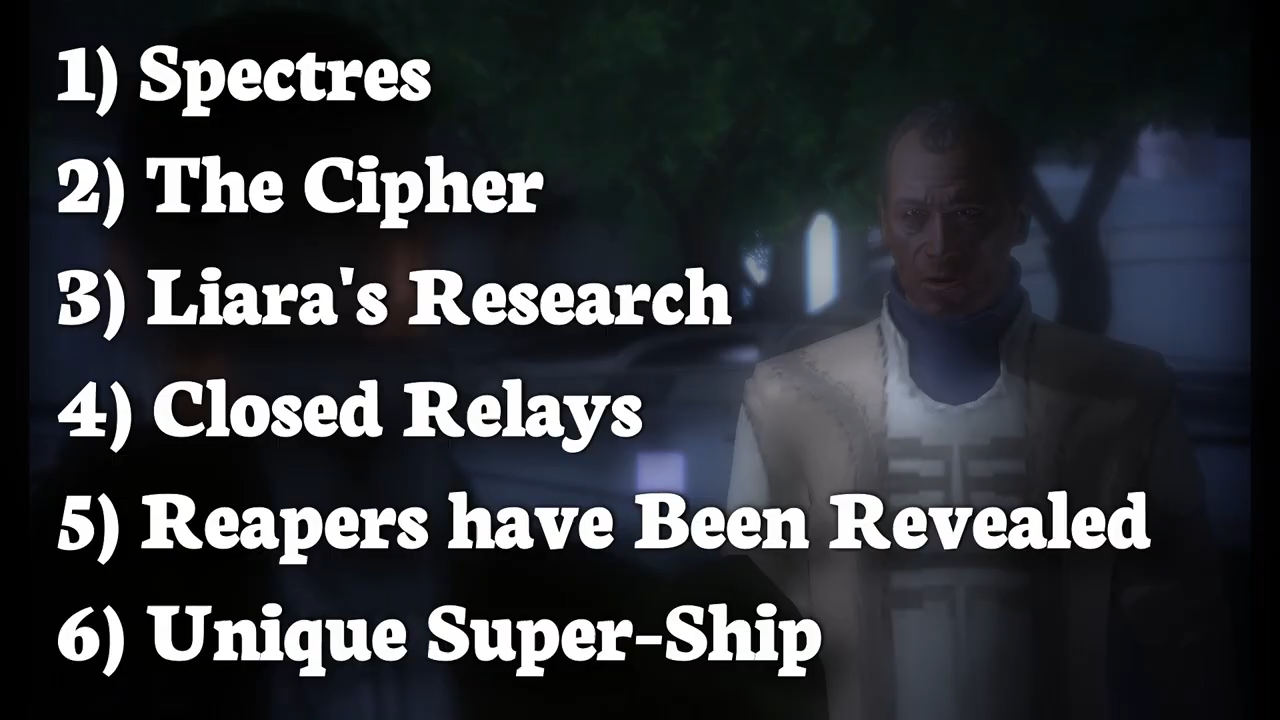 1) Spectres
2) The Cipher
3) Liara's Research
4) Closed Relays
5) Reapers have Been Revealed
6) Unique Super-Ship